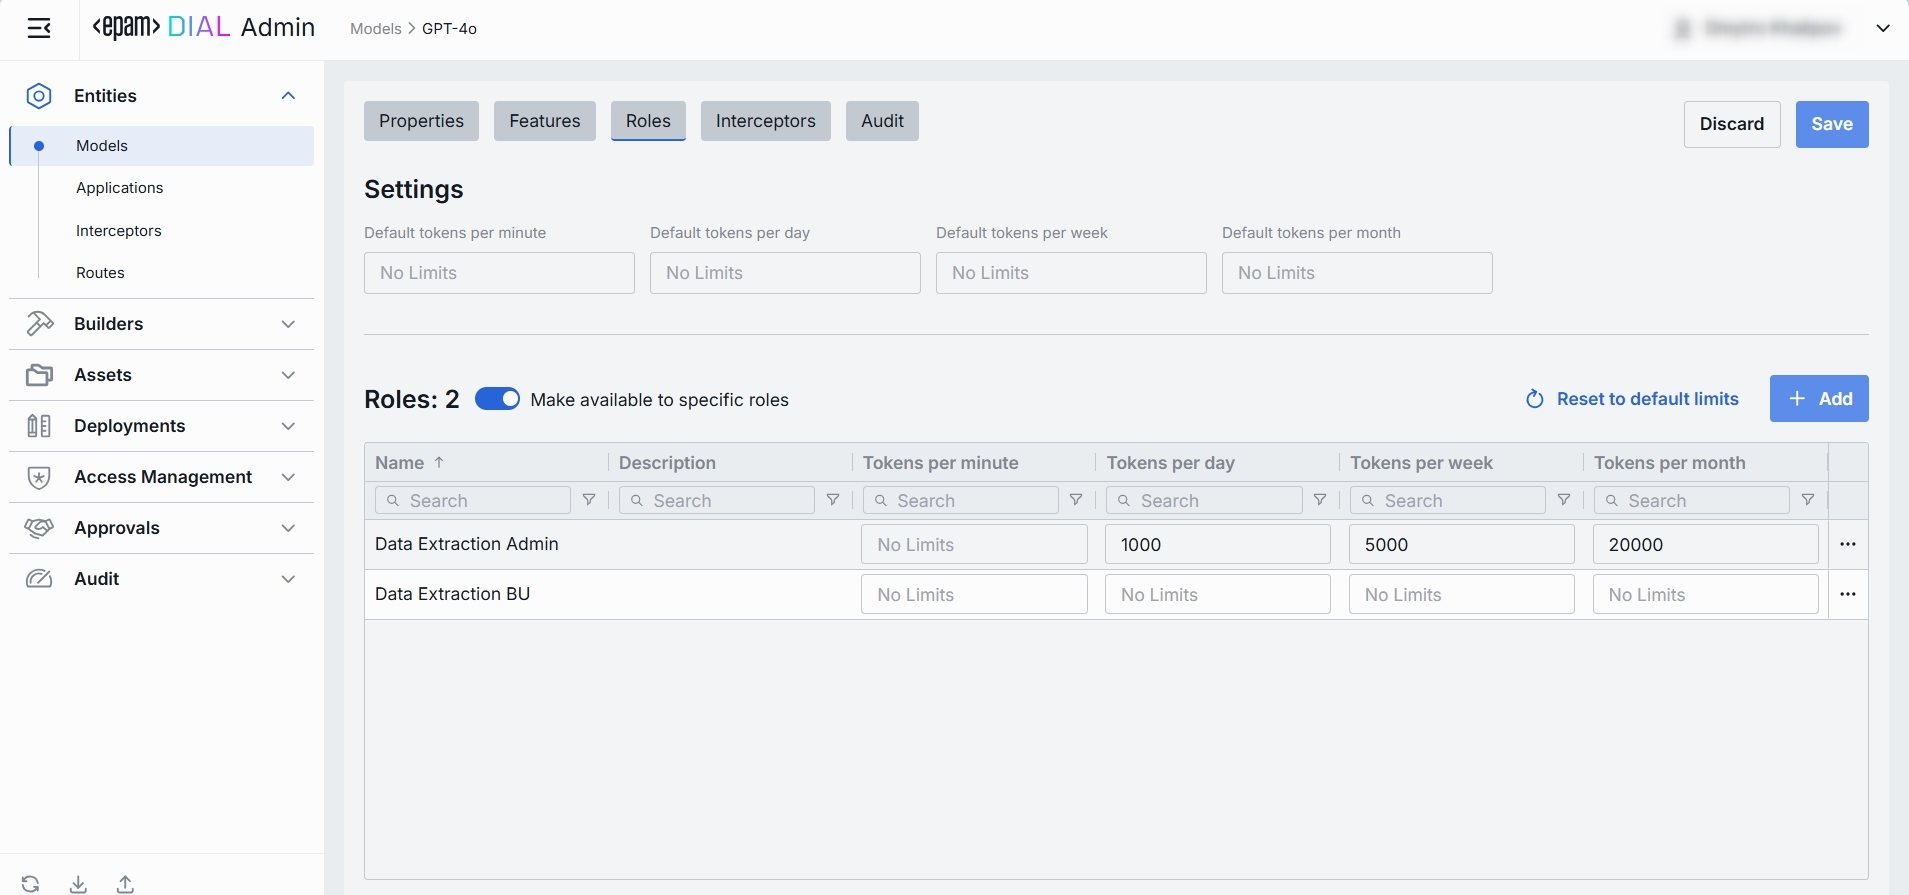 <epam> DIAL Admin
Models > GPT-4o
Entities
Models
Applications
Interceptors
Routes
Builders
Assets
Deployments
Access Management
Approvals
Audit
Properties Features Roles Interceptors Audit
Discard Save
Settings
Default tokens per minute Default tokens per day Default tokens per week Default tokens per month
No Limits No Limits No Limits No Limits
Roles: 2 Make available to specific roles Reset to default limits + Add
Name ↑ Description Tokens per minute Tokens per day Tokens per week Tokens per month
Search Search Search Search Search Search
Data Extraction Admin No Limits 1000 5000 20000 ...
Data Extraction BU No Limits No Limits No Limits No Limits ...